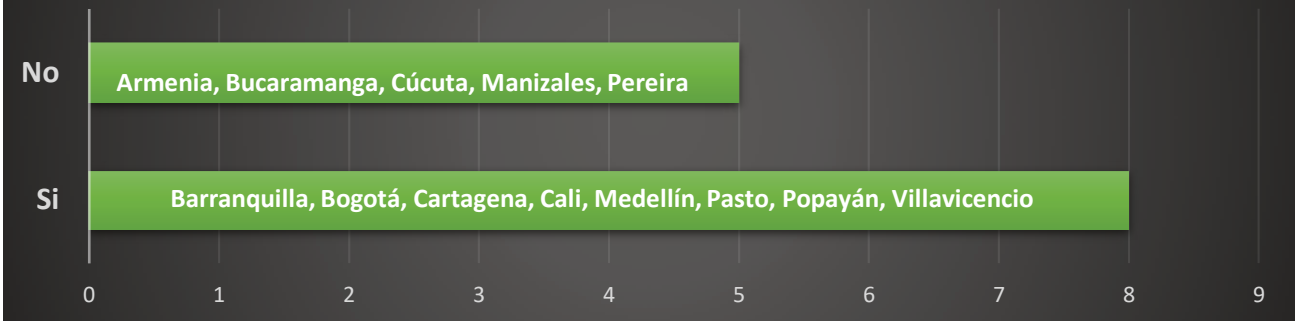 No
Armenia, Bucaramanga, Cúcuta, Manizales, Pereira
Si
Barranquilla, Bogotá, Cartagena, Cali, Medellín, Pasto, Popayán, Villavicencio
0 1 2 3 4 5 6 7 8 9